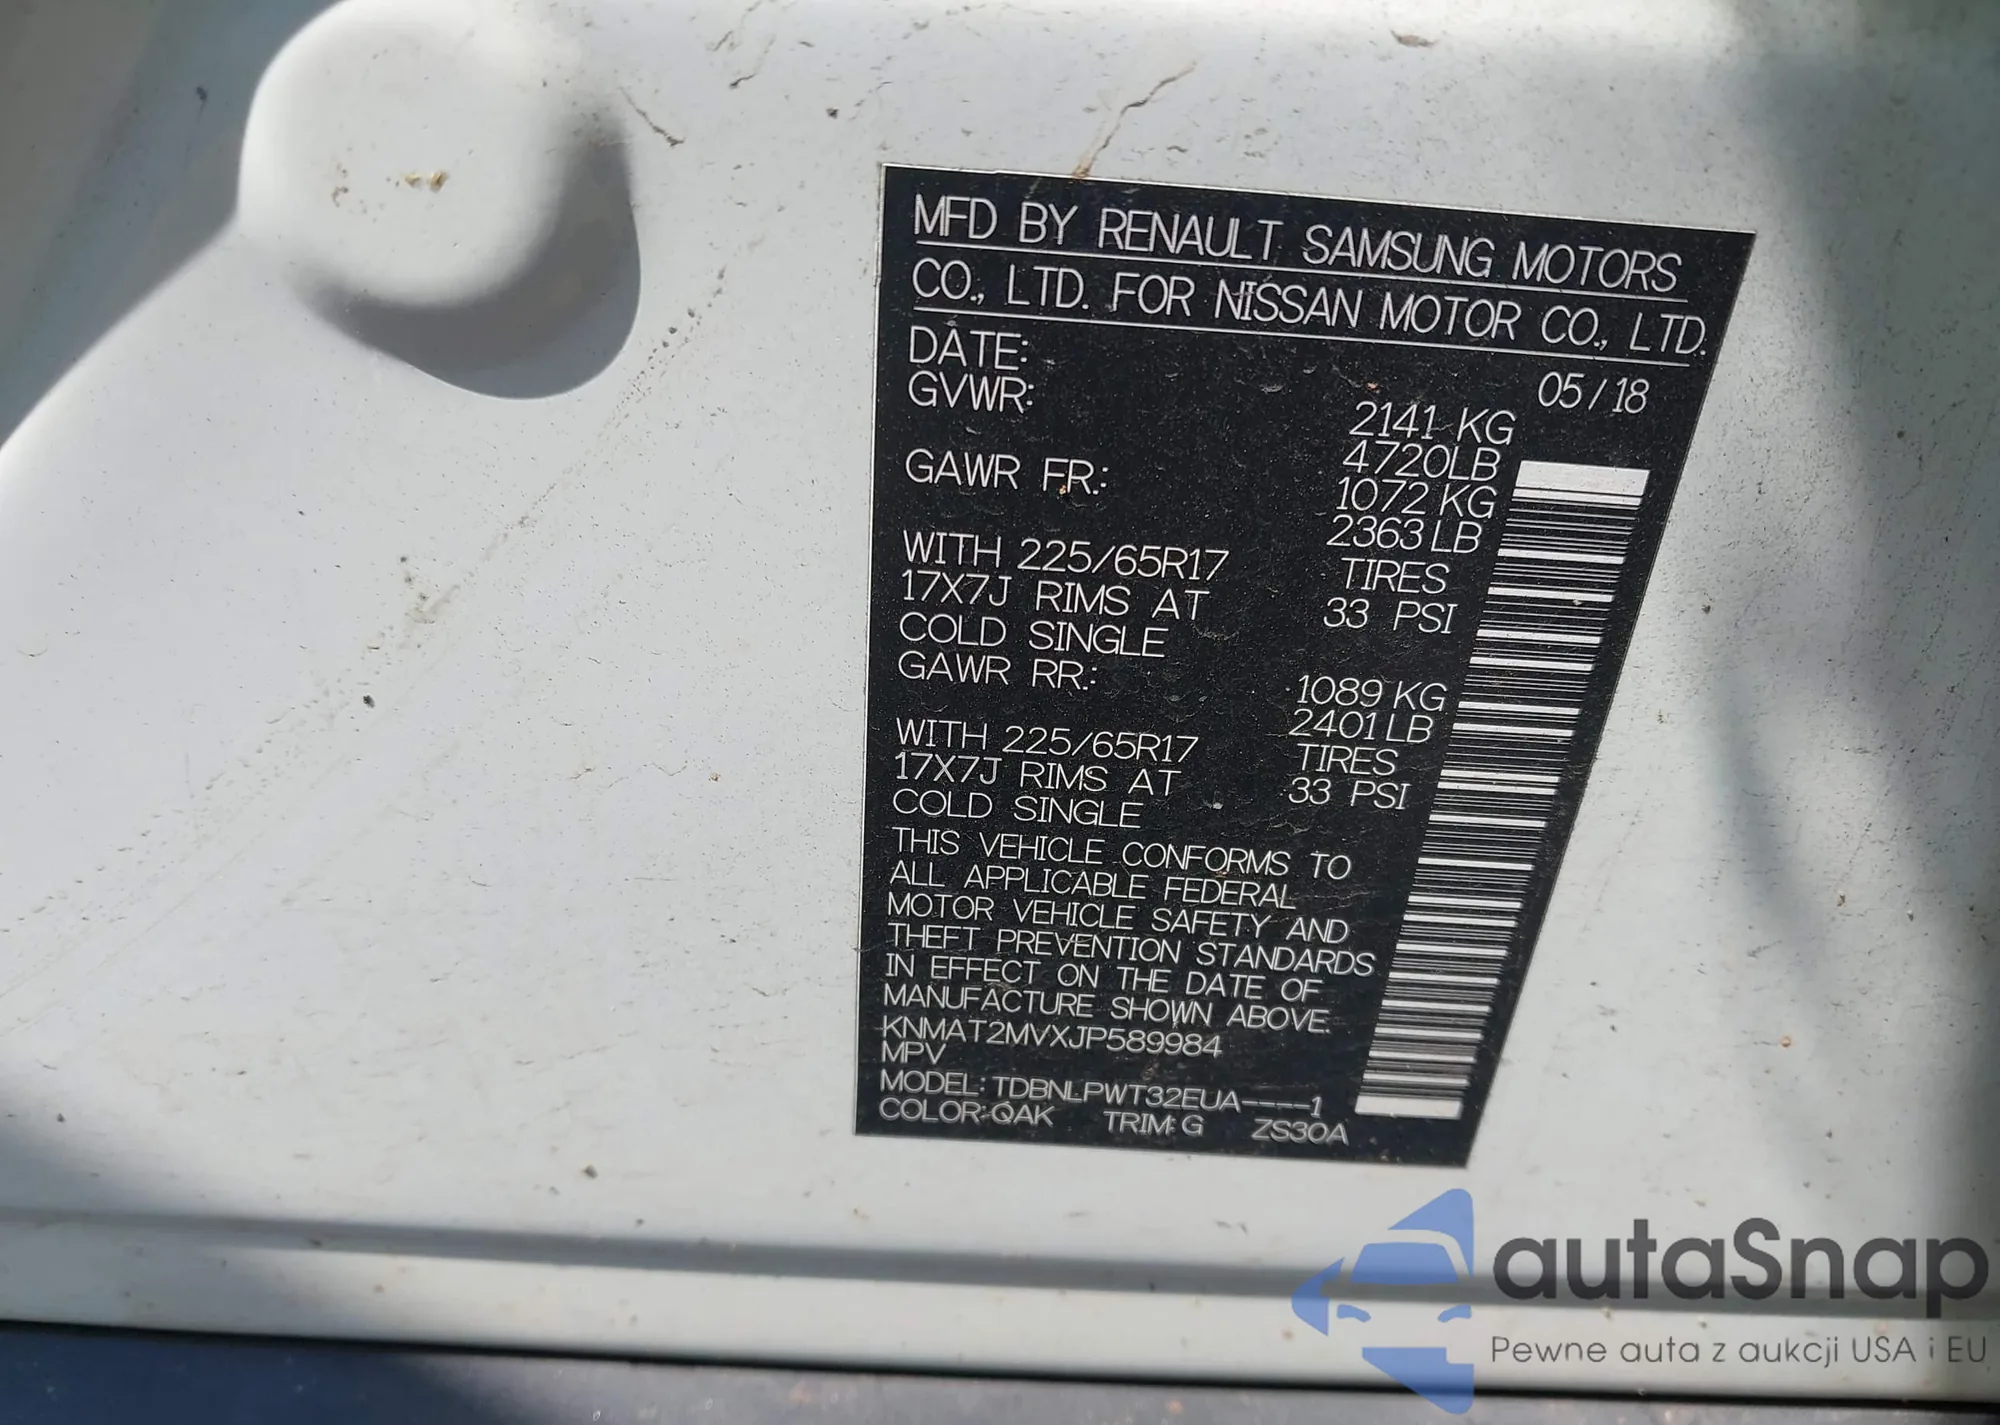 MFD BY RENAULT SAMSUNG MOTORS
CO., LTD. FOR NISSAN MOTOR CO., LTD.
DATE: 05/18
GVWR: 2141 KG
4720LB
GAWR FR.: 1072 KG
2363 LB
WITH 225/65R17 TIRES
17X7J RIMS AT 33 PSI
COLD SINGLE
GAWR RR.: 1089 KG
2401 LB
WITH 225/65R17 TIRES
17X7J RIMS AT 33 PSI
COLD SINGLE
THIS VEHICLE CONFORMS TO
ALL APPLICABLE FEDERAL
MOTOR VEHICLE SAFETY AND
THEFT PREVENTION STANDARDS
IN EFFECT ON THE DATE OF
MANUFACTURE SHOWN ABOVE.
KNMAT2MVXJP589984
MPV
MODEL: TDBNLPWT32EUA----1
COLOR: QAK TRIM: G ZS30A
autaSnap
Pewne auta z aukcji USA i EU